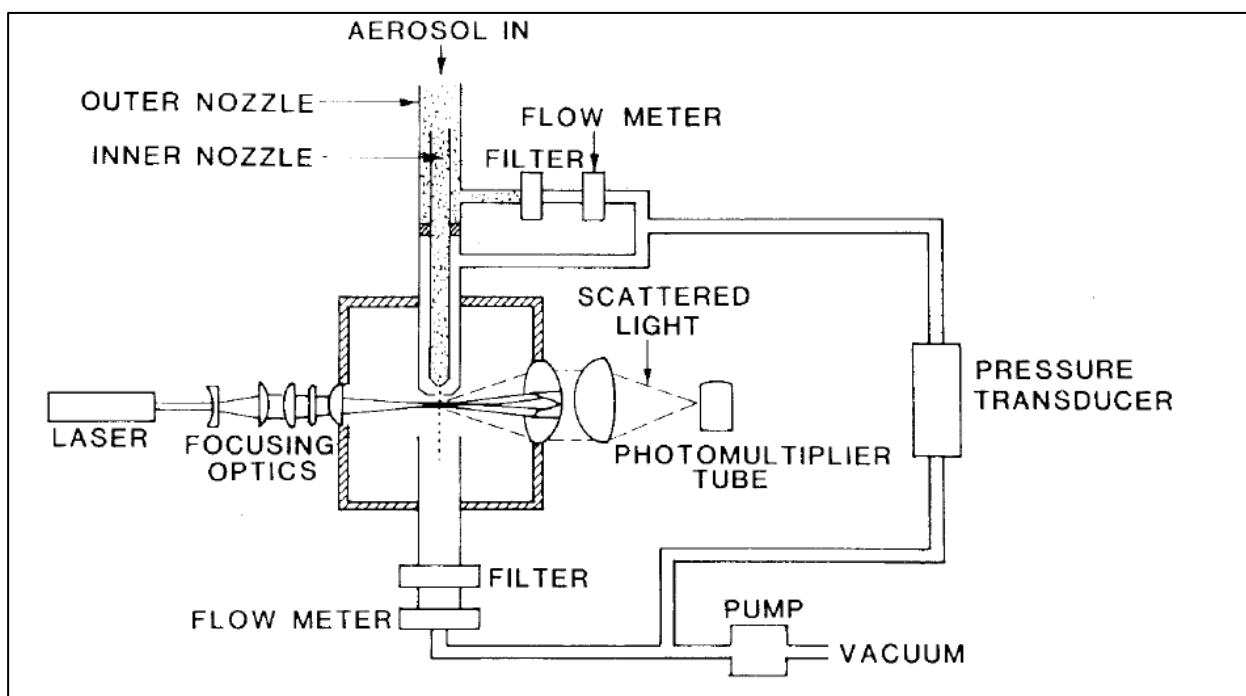 AEROSOL IN
OUTER NOZZLE
FLOW METER
INNER NOZZLE
FILTER
SCATTERED
LIGHT
PRESSURE
TRANSDUCER
LASER
FOCUSING
OPTICS
PHOTOMULTIPLIER
TUBE
FILTER
FLOW METER
PUMP
VACUUM